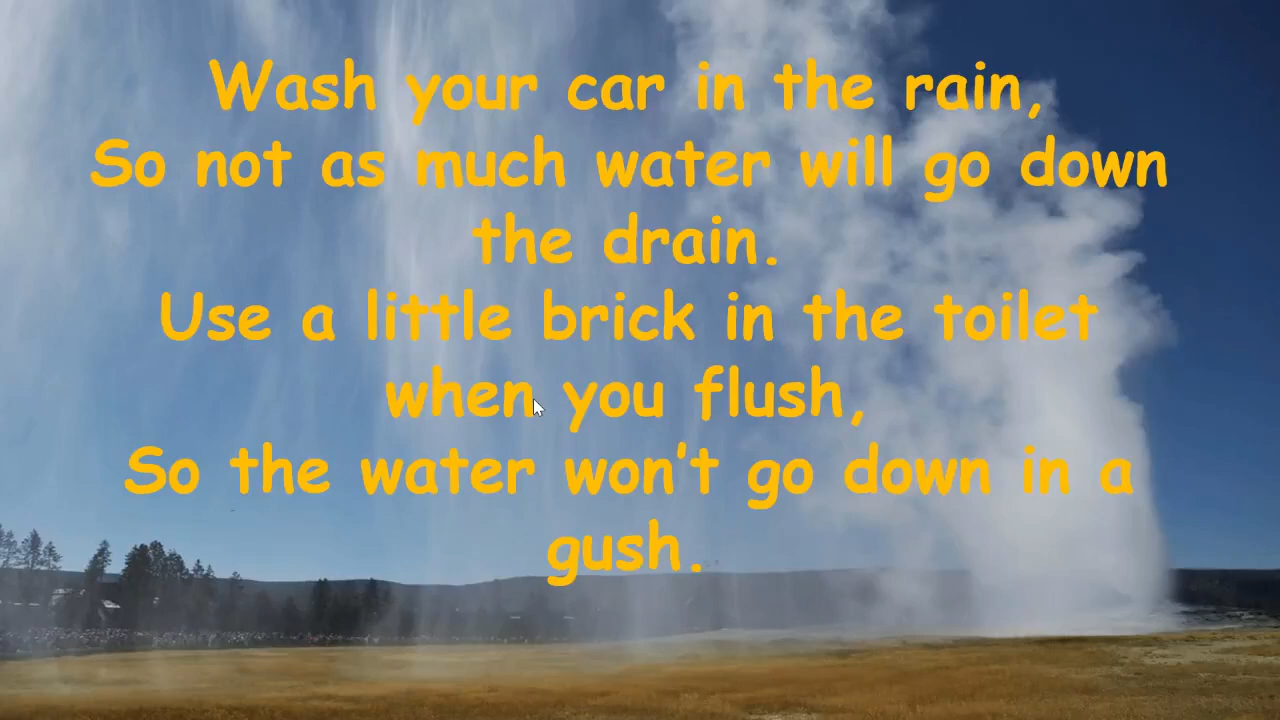 Wash your car in the rain,
So not as much water will go down
the drain.
Use a little brick in the toilet
when you flush,
So the water won't go down in a
gush.